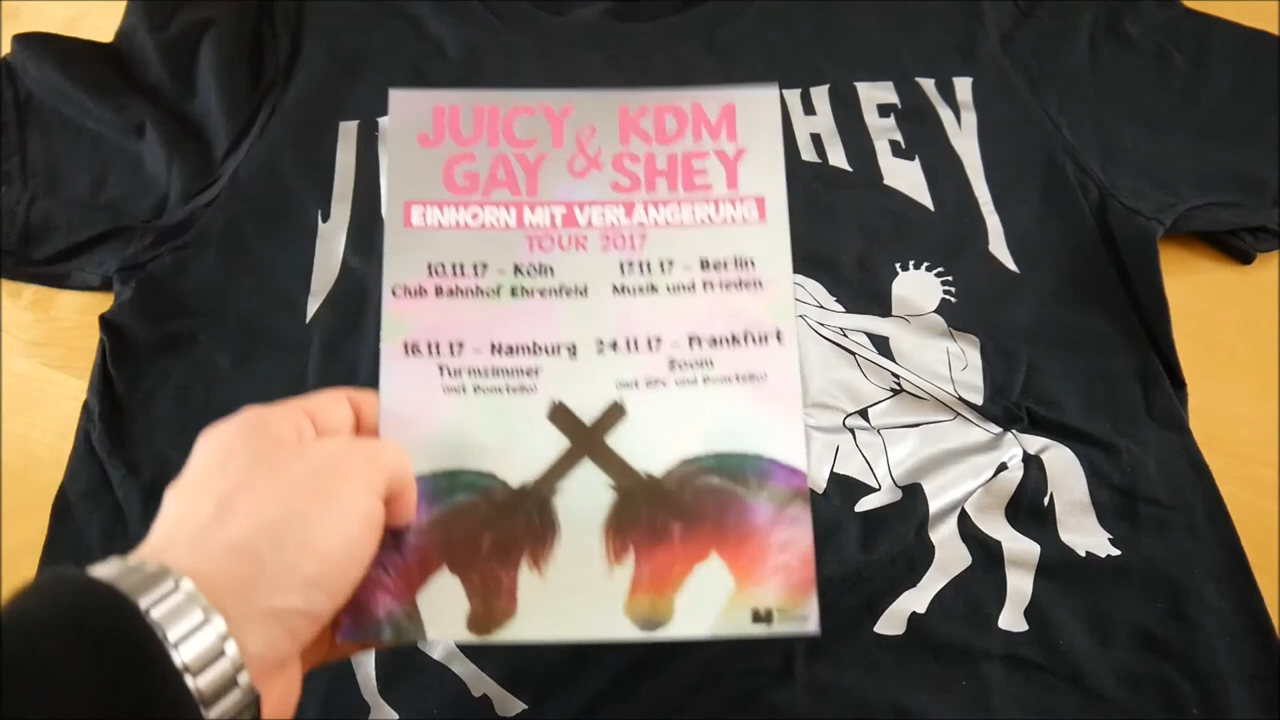 J HEY
JUICY & KDM
GAY SHEY
EINHORN MIT VERLÄNGERUNG
TOUR 2017
10.11.17 - Köln
Club Bahnhof Ehrenfeld
17.11.17 - Berlin
Musik und Frieden
16.11.17 - Hamburg
Turmzimmer
24.11.17 - Frankfurt
Zoom